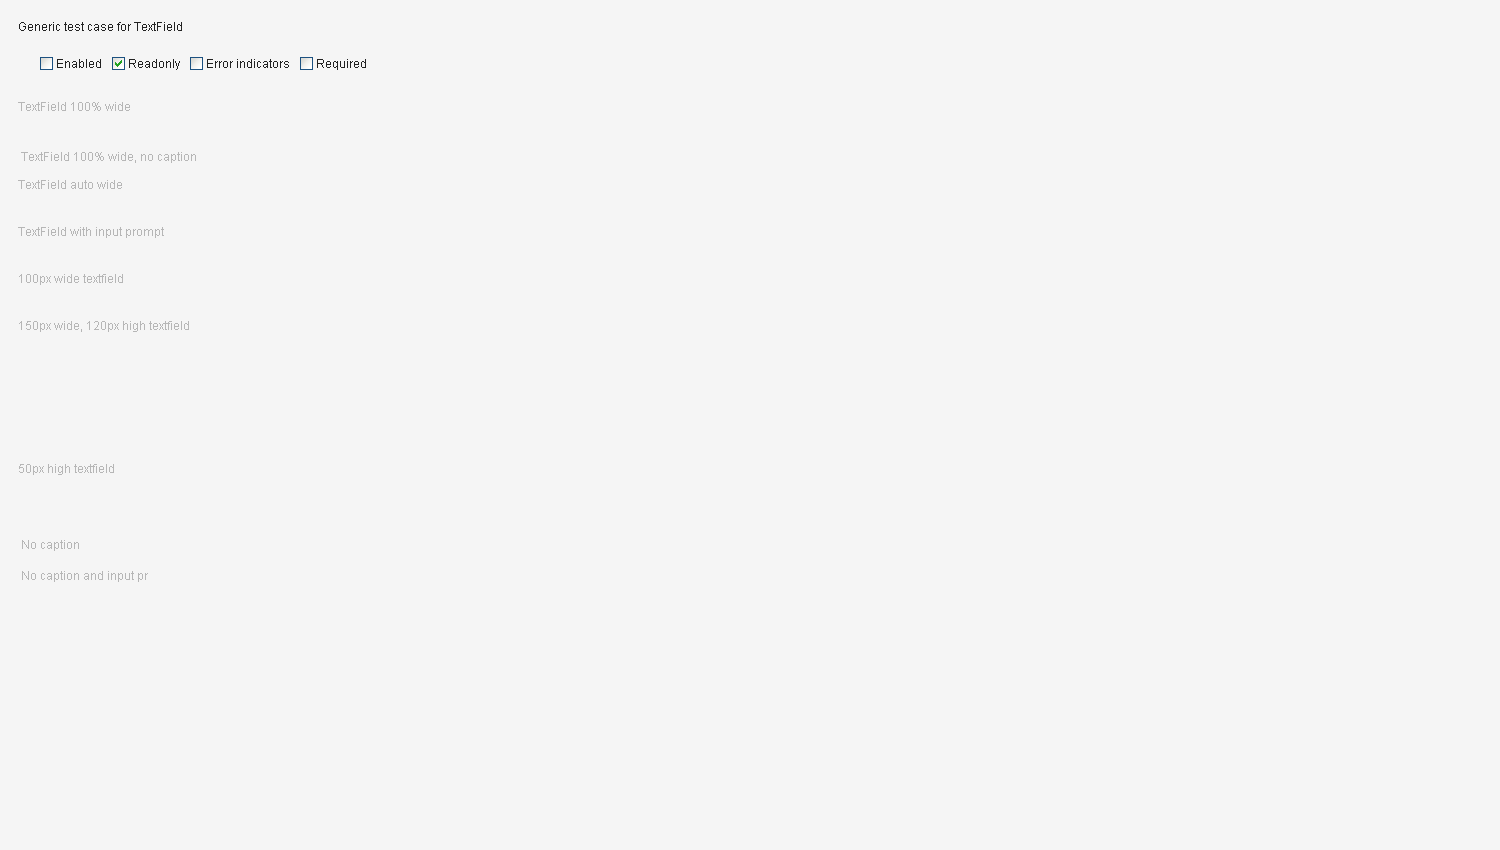 Generic test case for TextField
Enabled Readonly Error indicators Required
TextField 100% wide
TextField 100% wide, no caption
TextField auto wide
TextField with input prompt
100px wide textfield
150px wide, 120px high textfield
50px high textfield
No caption
No caption and input pr